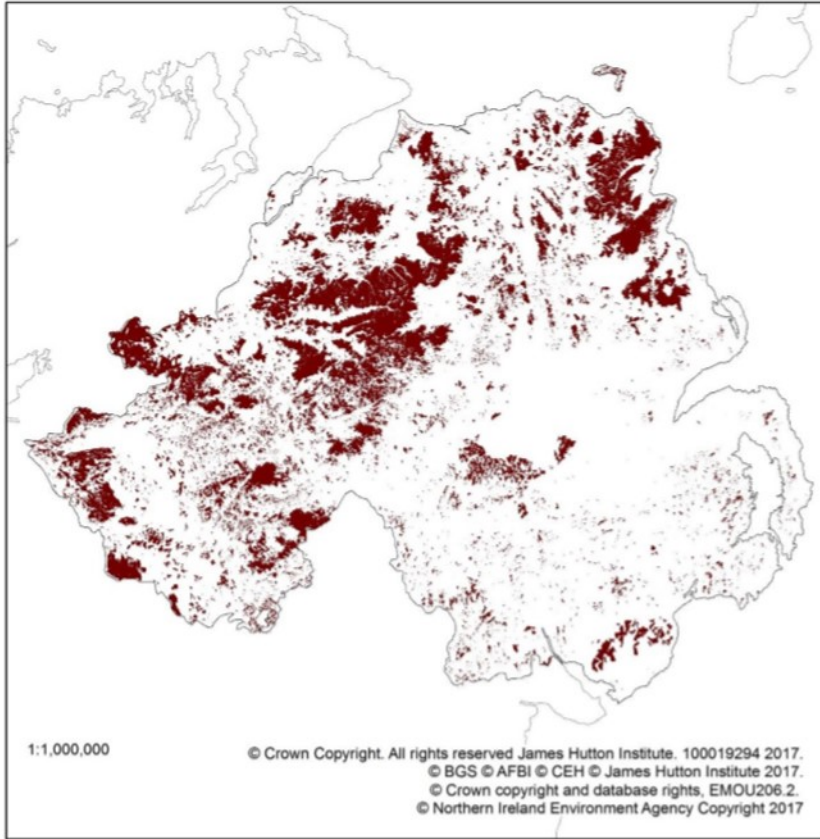 1:1,000,000
© Crown Copyright. All rights reserved James Hutton Institute. 100019294 2017.
© BGS © AFBI © CEH © James Hutton Institute 2017.
© Crown copyright and database rights, EMOU206.2.
© Northern Ireland Environment Agency Copyright 2017